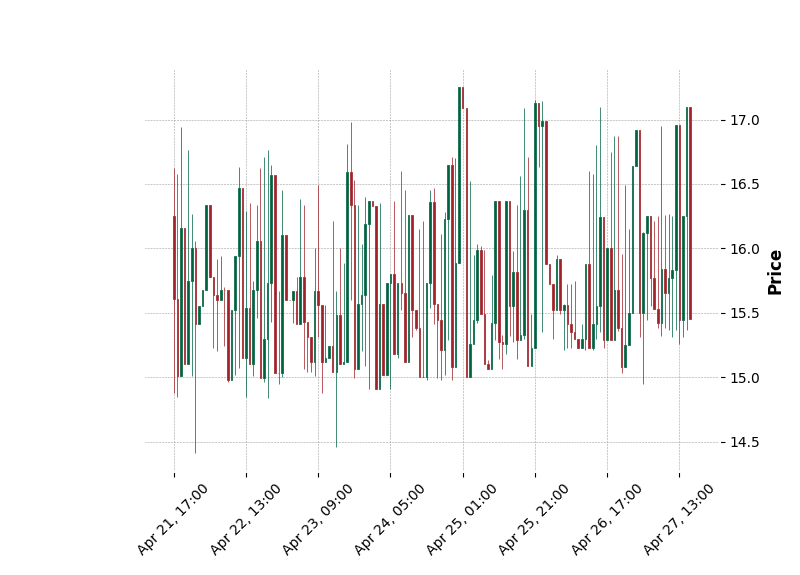 17.0
16.5
16.0
15.5
15.0
14.5
Price
Apr 21, 17:00
Apr 22, 13:00
Apr 23, 09:00
Apr 24, 05:00
Apr 25, 01:00
Apr 25, 21:00
Apr 26, 17:00
Apr 27, 13:00